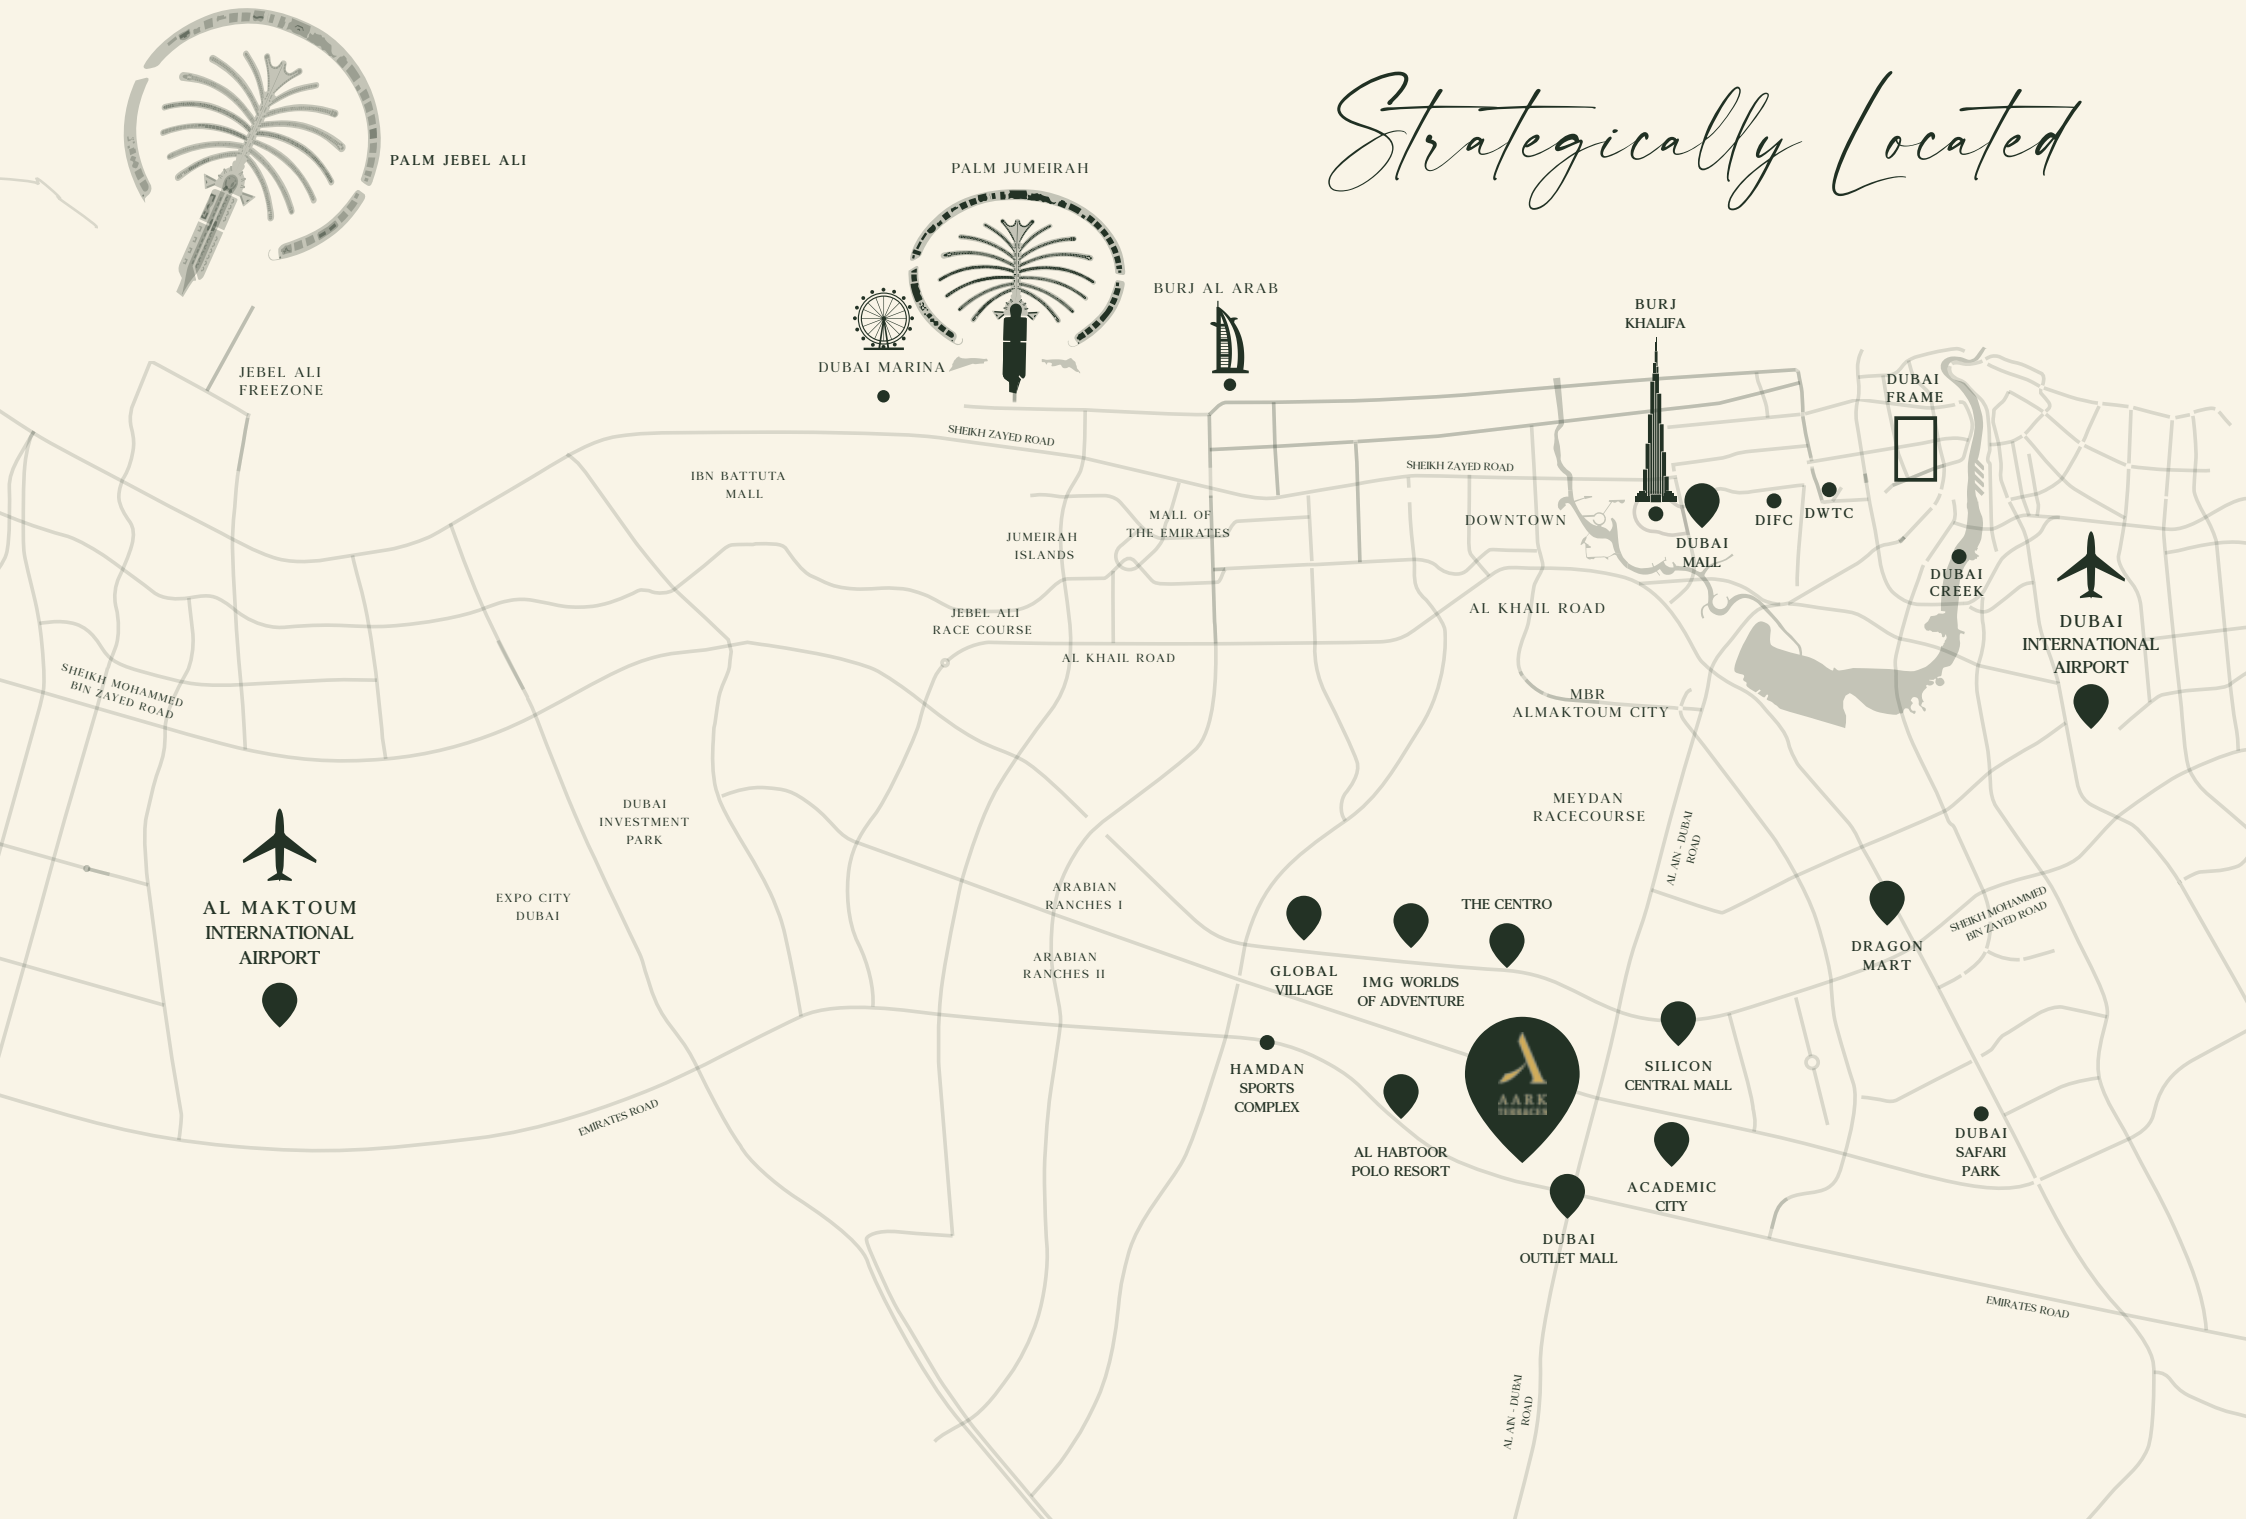 Strategically Located
PALM JEBEL ALI
PALM JUMEIRAH
BURJ AL ARAB
BURJ
KHALIFA
DUBAI MARINA
JEBEL ALI
FREEZONE
DUBAI
FRAME
SHEIKH ZAYED ROAD
SHEIKH ZAYED ROAD
IBN BATTUTA
MALL
MALL OF
THE EMIRATES
JUMEIRAH
ISLANDS
DOWNTOWN
DUBAI
MALL
DIFC
DWTC
DUBAI
CREEK
JEBEL ALI
RACE COURSE
AL KHAIL ROAD
AL KHAIL ROAD
DUBAI
INTERNATIONAL
AIRPORT
SHEIKH MOHAMMED
BIN ZAYED ROAD
MBR
ALMAKTOUM CITY
MEYDAN
RACECOURSE
AL AIN - DUBAI
ROAD
DUBAI
INVESTMENT
PARK
EXPO CITY
DUBAI
AL MAKTOUM
INTERNATIONAL
AIRPORT
ARABIAN
RANCHES I
ARABIAN
RANCHES II
GLOBAL
VILLAGE
IMG WORLDS
OF ADVENTURE
THE CENTRO
DRAGON
MART
SHEIKH MOHAMMED
BIN ZAYED ROAD
HAMDAN
SPORTS
COMPLEX
AARK
TERRACES
SILICON
CENTRAL MALL
AL HABTOOR
POLO RESORT
ACADEMIC
CITY
DUBAI
SAFARI
PARK
DUBAI
OUTLET MALL
EMIRATES ROAD
EMIRATES ROAD
AL AIN - DUBAI
ROAD